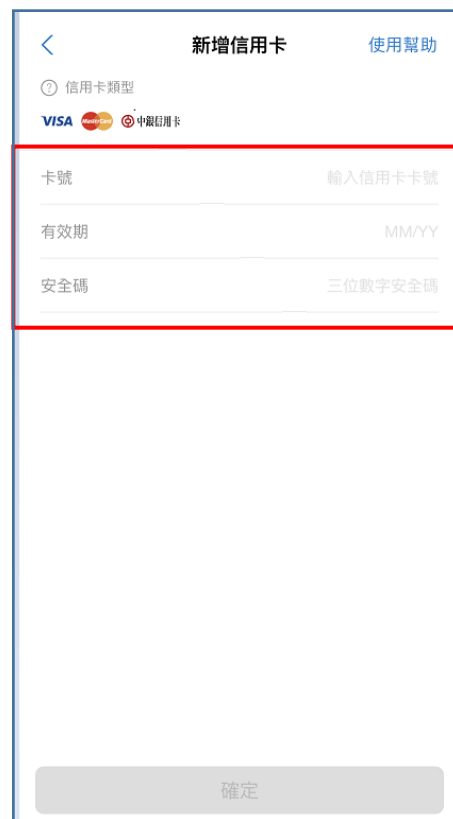 新增信用卡 使用幫助
? 信用卡類型
VISA MasterCard 中銀信用卡
卡號 輸入信用卡卡號
有效期 MM/YY
安全碼 三位數字安全碼
確定